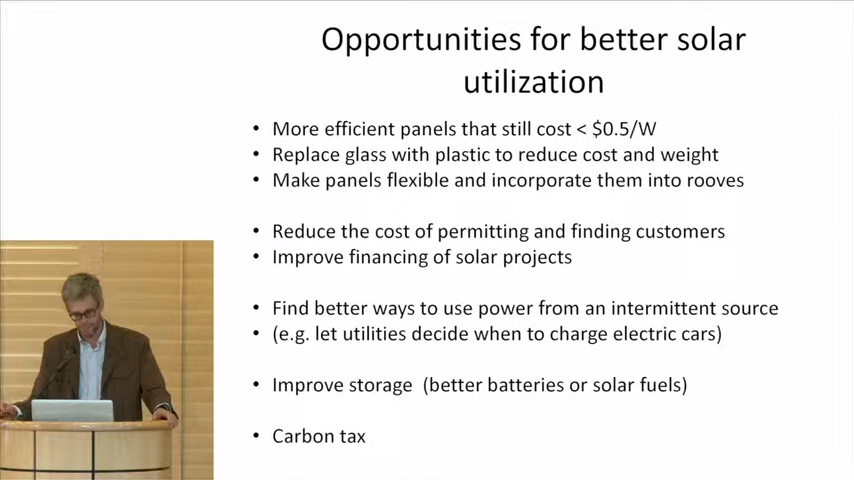 Opportunities for better solar
utilization
• More efficient panels that still cost < $0.5/W
• Replace glass with plastic to reduce cost and weight
• Make panels flexible and incorporate them into rooves
• Reduce the cost of permitting and finding customers
• Improve financing of solar projects
• Find better ways to use power from an intermittent source
• (e.g. let utilities decide when to charge electric cars)
• Improve storage (better batteries or solar fuels)
• Carbon tax